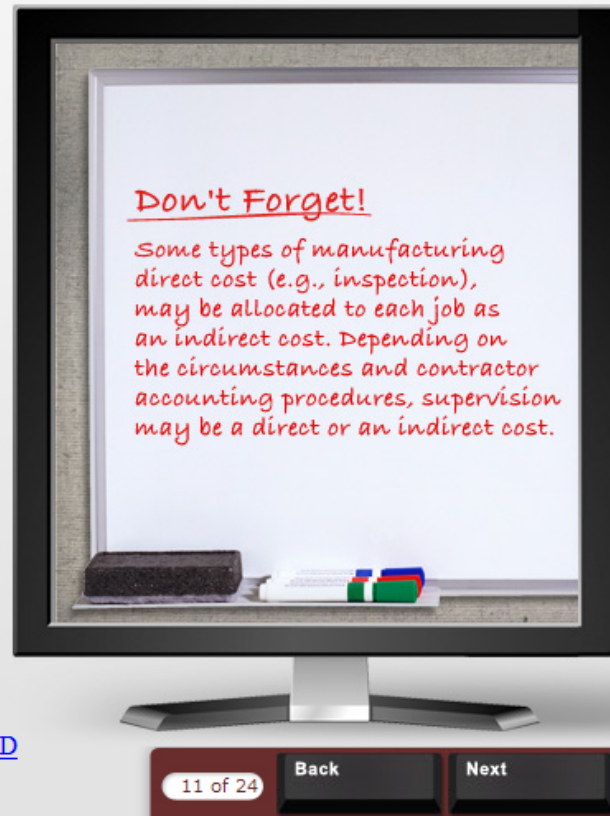 Don't Forget!
Some types of manufacturing
direct cost (e.g., inspection),
may be allocated to each job as
an indirect cost. Depending on
the circumstances and contractor
accounting procedures, supervision
may be a direct or an indirect cost.
D
11 of 24
Back
Next